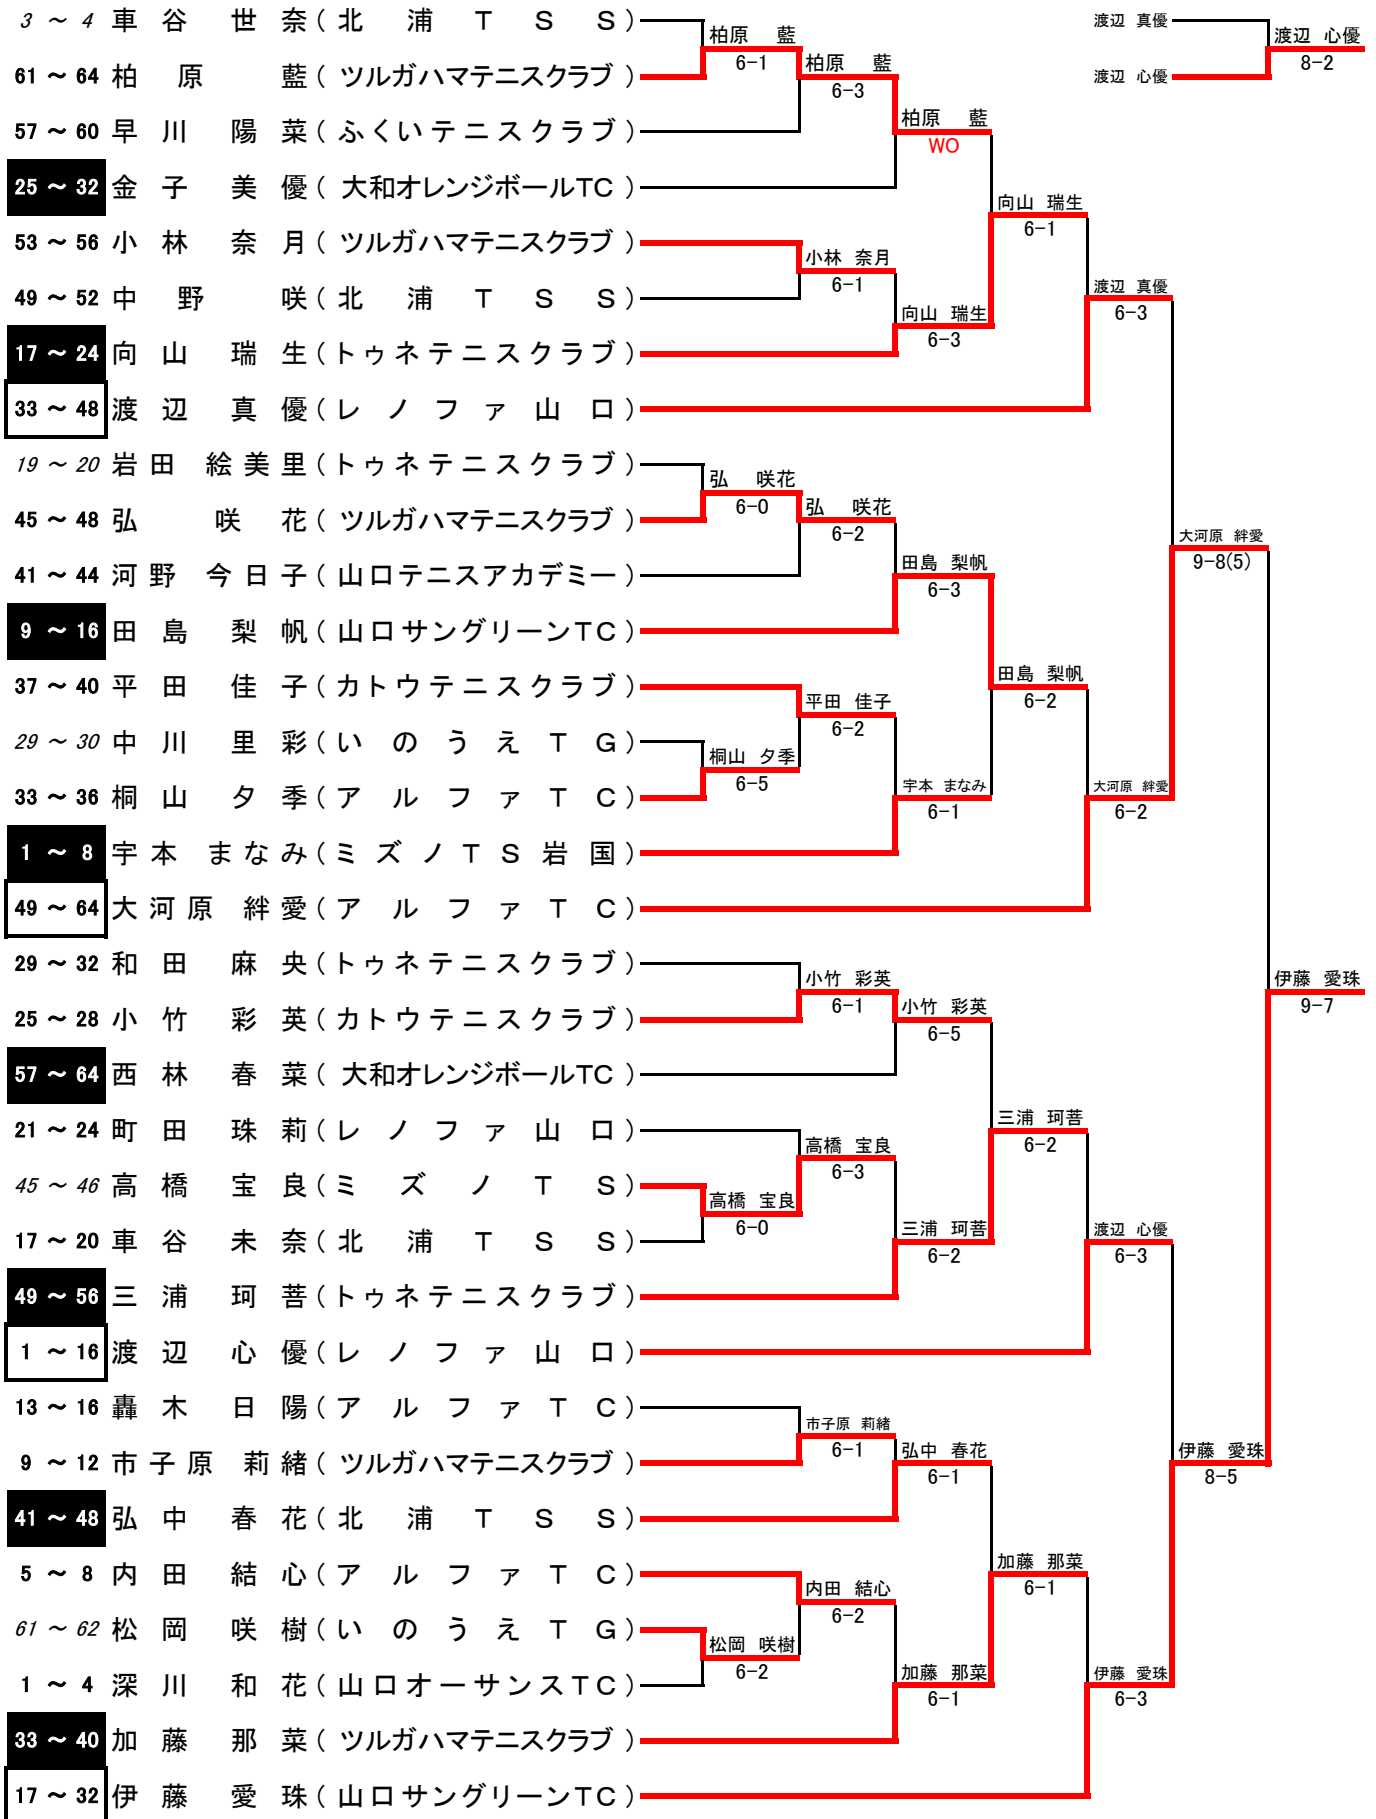 3 ～ 4 車谷 世奈(北浦TSS)
渡辺 真優
柏原 藍
渡辺 心優
6-1
8-2
61 ～ 64 柏原 藍(ツルガハマテニスクラブ)
柏原 藍
渡辺 心優
6-3
57 ～ 60 早川 陽菜(ふくいテニスクラブ)
柏原 藍
WO
25 ～ 32 金子 美優(大和オレンジボールTC)
向山 瑞生
6-1
53 ～ 56 小林 奈月(ツルガハマテニスクラブ)
小林 奈月
6-1
渡辺 真優
6-3
49 ～ 52 中野 咲(北浦TSS)
向山 瑞生
6-3
17 ～ 24 向山 瑞生(トゥネテニスクラブ)
33 ～ 48 渡辺 真優(レノファ山口)
19 ～ 20 岩田 絵美里(トゥネテニスクラブ)
弘 咲花
6-0
45 ～ 48 弘 咲花(ツルガハマテニスクラブ)
弘 咲花
6-2
大河原 絆愛
9-8(5)
41 ～ 44 河野 今日子(山口テニスアカデミー)
田島 梨帆
6-3
9 ～ 16 田島 梨帆(山口サングリーンTC)
田島 梨帆
6-2
37 ～ 40 平田 佳子(カトウテニスクラブ)
平田 佳子
6-2
29 ～ 30 中川 里彩(いのうえTG)
桐山 夕季
6-5
33 ～ 36 桐山 夕季(アルファTC)
宇本 まなみ
6-1
大河原 絆愛
6-2
1 ～ 8 宇本 まなみ(ミズノTS岩国)
49 ～ 64 大河原 絆愛(アルファTC)
29 ～ 32 和田 麻央(トゥネテニスクラブ)
小竹 彩英
6-1
伊藤 愛珠
9-7
25 ～ 28 小竹 彩英(カトウテニスクラブ)
小竹 彩英
6-5
57 ～ 64 西林 春菜(大和オレンジボールTC)
三浦 珂菩
6-2
21 ～ 24 町田 珠莉(レノファ山口)
高橋 宝良
6-3
45 ～ 46 高橋 宝良(ミズノTS)
高橋 宝良
6-0
17 ～ 20 車谷 未奈(北浦TSS)
三浦 珂菩
6-2
渡辺 心優
6-3
49 ～ 56 三浦 珂菩(トゥネテニスクラブ)
1 ～ 16 渡辺 心優(レノファ山口)
13 ～ 16 轟木 日陽(アルファTC)
市子原 莉緒
6-1
9 ～ 12 市子原 莉緒(ツルガハマテニスクラブ)
弘中 春花
6-1
伊藤 愛珠
8-5
41 ～ 48 弘中 春花(北浦TSS)
加藤 那菜
6-1
5 ～ 8 内田 結心(アルファTC)
内田 結心
6-2
61 ～ 62 松岡 咲樹(いのうえTG)
松岡 咲樹
6-2
1 ～ 4 深川 和花(山口オーサンスTC)
加藤 那菜
6-1
伊藤 愛珠
6-3
33 ～ 40 加藤 那菜(ツルガハマテニスクラブ)
17 ～ 32 伊藤 愛珠(山口サングリーンTC)